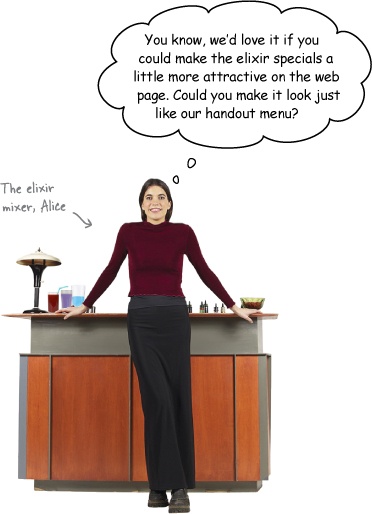 You know, we'd love it if you
could make the elixir specials a
little more attractive on the web
page. Could you make it look just
like our handout menu?
The elixir
mixer, Alice